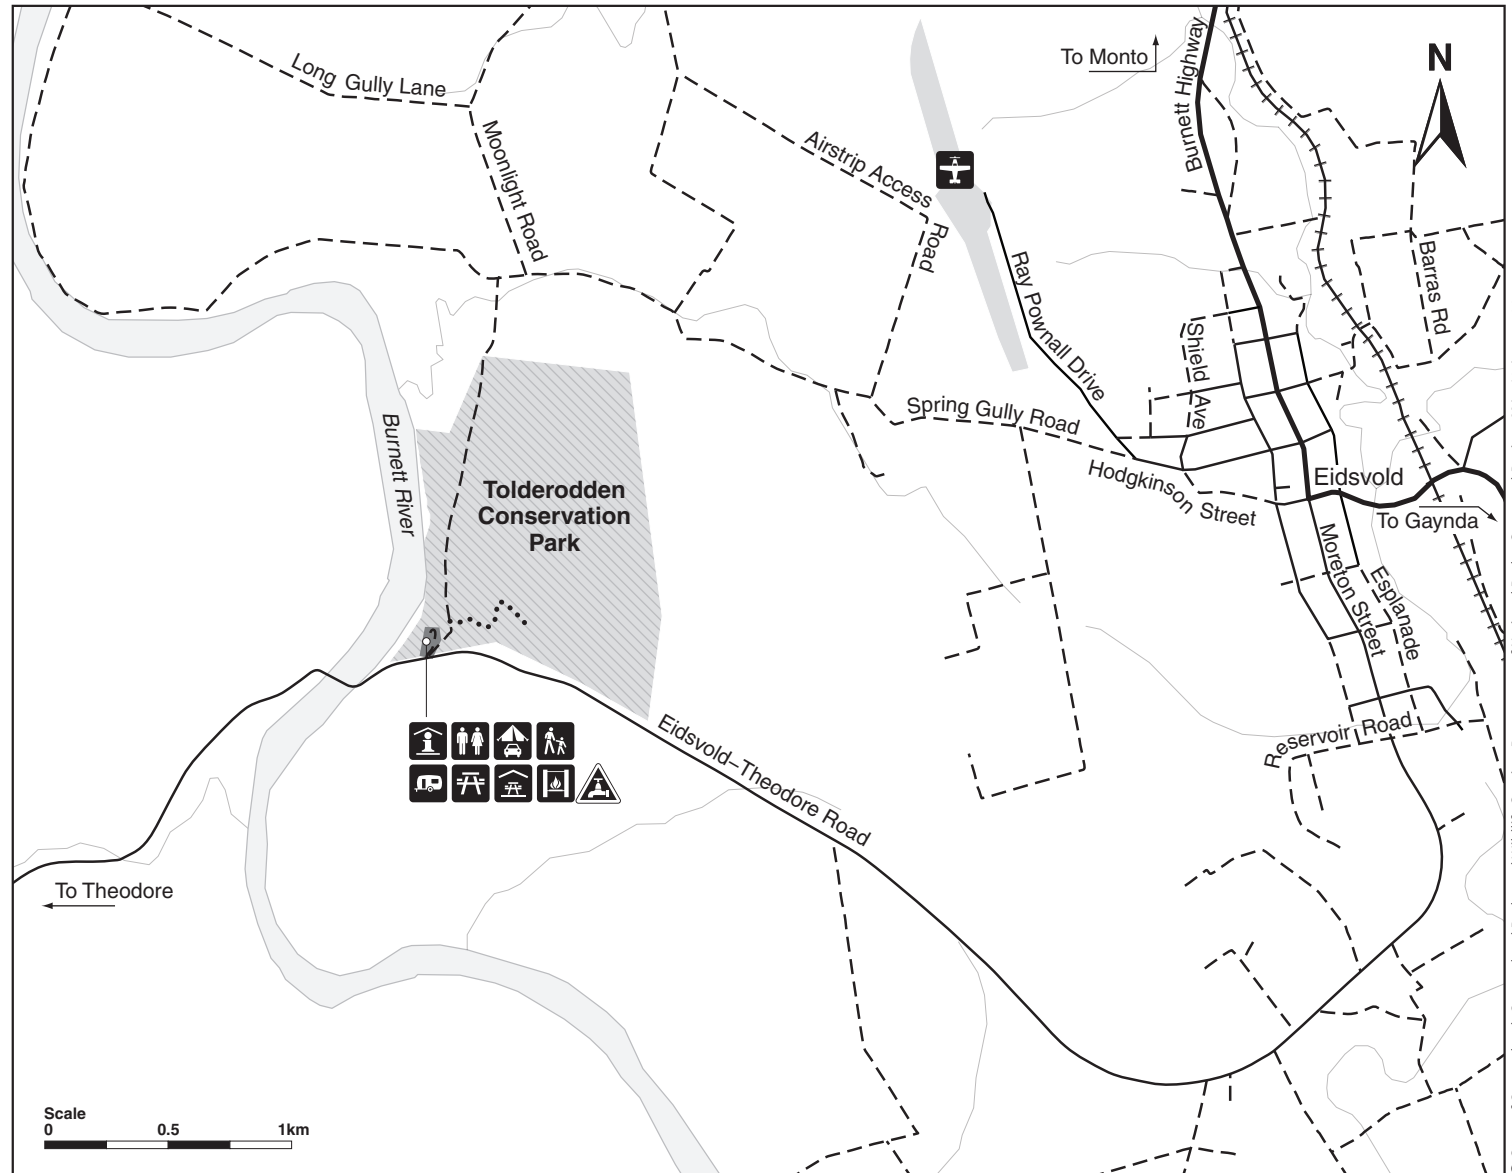 To Monto
Burnett Highway
N
Long Gully Lane
Moonlight Road
Airstrip Access
Road
Ray Pownall Drive
Barras Rd
Shield Ave
Spring Gully Road
Burnett River
Hodgkinson Street
Eidsvold
To Gaynda
Tolderodden
Conservation
Park
Moreton Street
Esplanade
Reservoir Road
Eidsvold–Theodore Road
To Theodore
Scale
0 0.5 1km